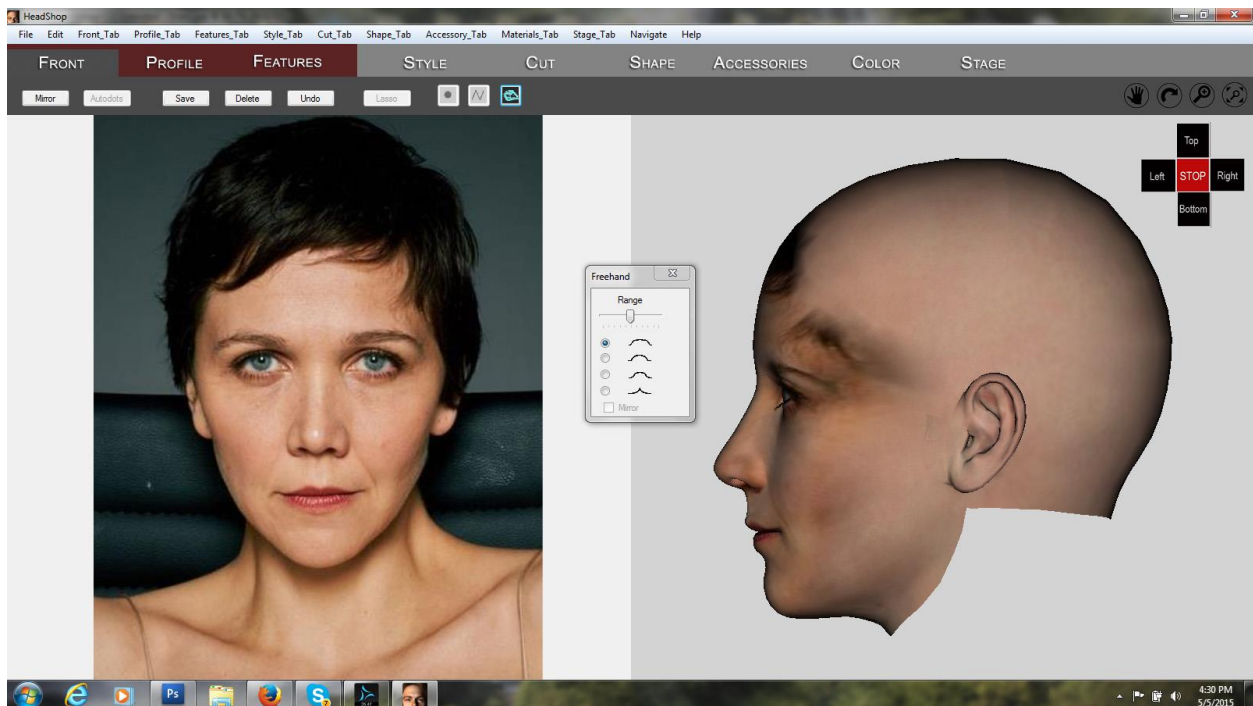 HeadShop
File Edit Front_Tab Profile_Tab Features_Tab Style_Tab Cut_Tab Shape_Tab Accessory_Tab Materials_Tab Stage_Tab Navigate Help
FRONT PROFILE FEATURES STYLE CUT SHAPE ACCESSORIES COLOR STAGE
Mirror Autodots Save Delete Undo Lasso
Top
Left STOP Right
Bottom
Freehand
Range
Mirror
Ps
4:30 PM
5/5/2015